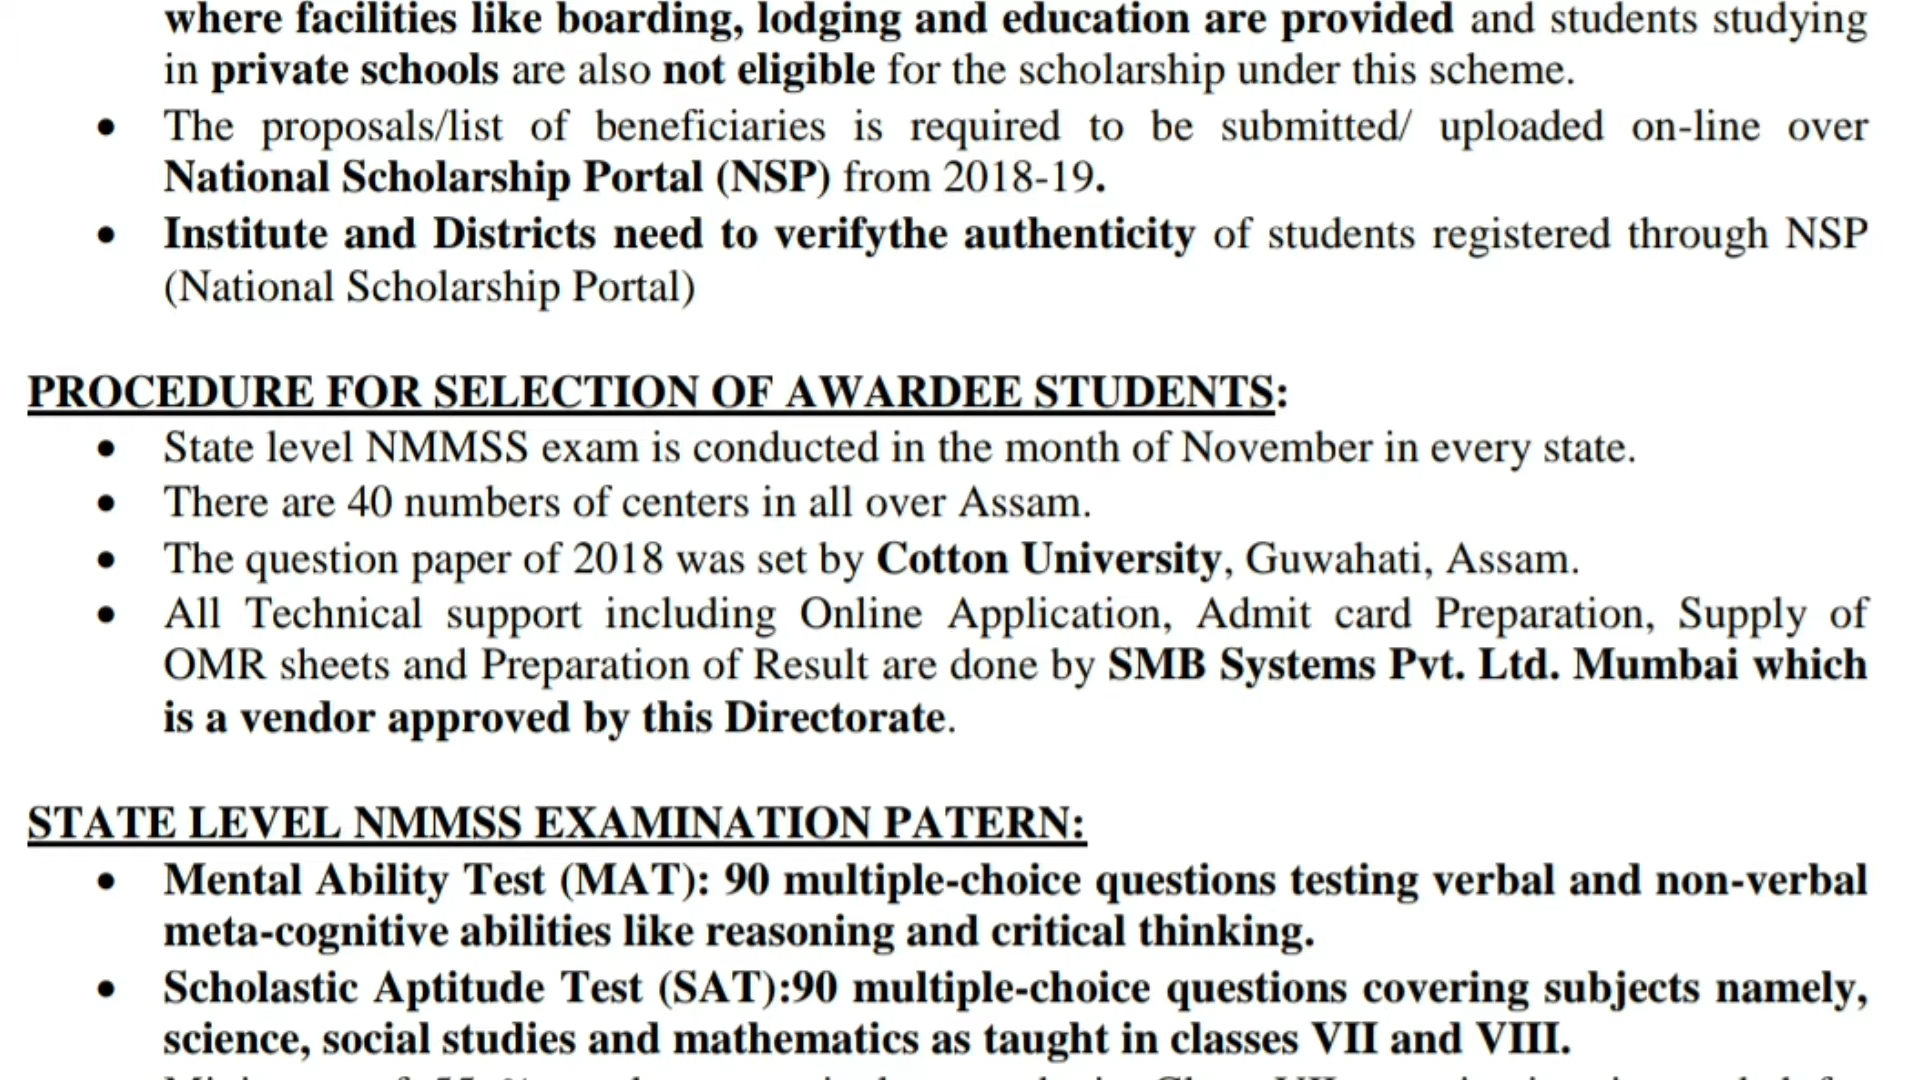 where facilities like boarding, lodging and education are provided and students studying
in private schools are also not eligible for the scholarship under this scheme.
• The proposals/list of beneficiaries is required to be submitted/ uploaded on-line over
National Scholarship Portal (NSP) from 2018-19.
• Institute and Districts need to verifythe authenticity of students registered through NSP
(National Scholarship Portal)
PROCEDURE FOR SELECTION OF AWARDEE STUDENTS:
• State level NMMSS exam is conducted in the month of November in every state.
• There are 40 numbers of centers in all over Assam.
• The question paper of 2018 was set by Cotton University, Guwahati, Assam.
• All Technical support including Online Application, Admit card Preparation, Supply of
OMR sheets and Preparation of Result are done by SMB Systems Pvt. Ltd. Mumbai which
is a vendor approved by this Directorate.
STATE LEVEL NMMSS EXAMINATION PATERN:
• Mental Ability Test (MAT): 90 multiple-choice questions testing verbal and non-verbal
meta-cognitive abilities like reasoning and critical thinking.
• Scholastic Aptitude Test (SAT):90 multiple-choice questions covering subjects namely,
science, social studies and mathematics as taught in classes VII and VIII.